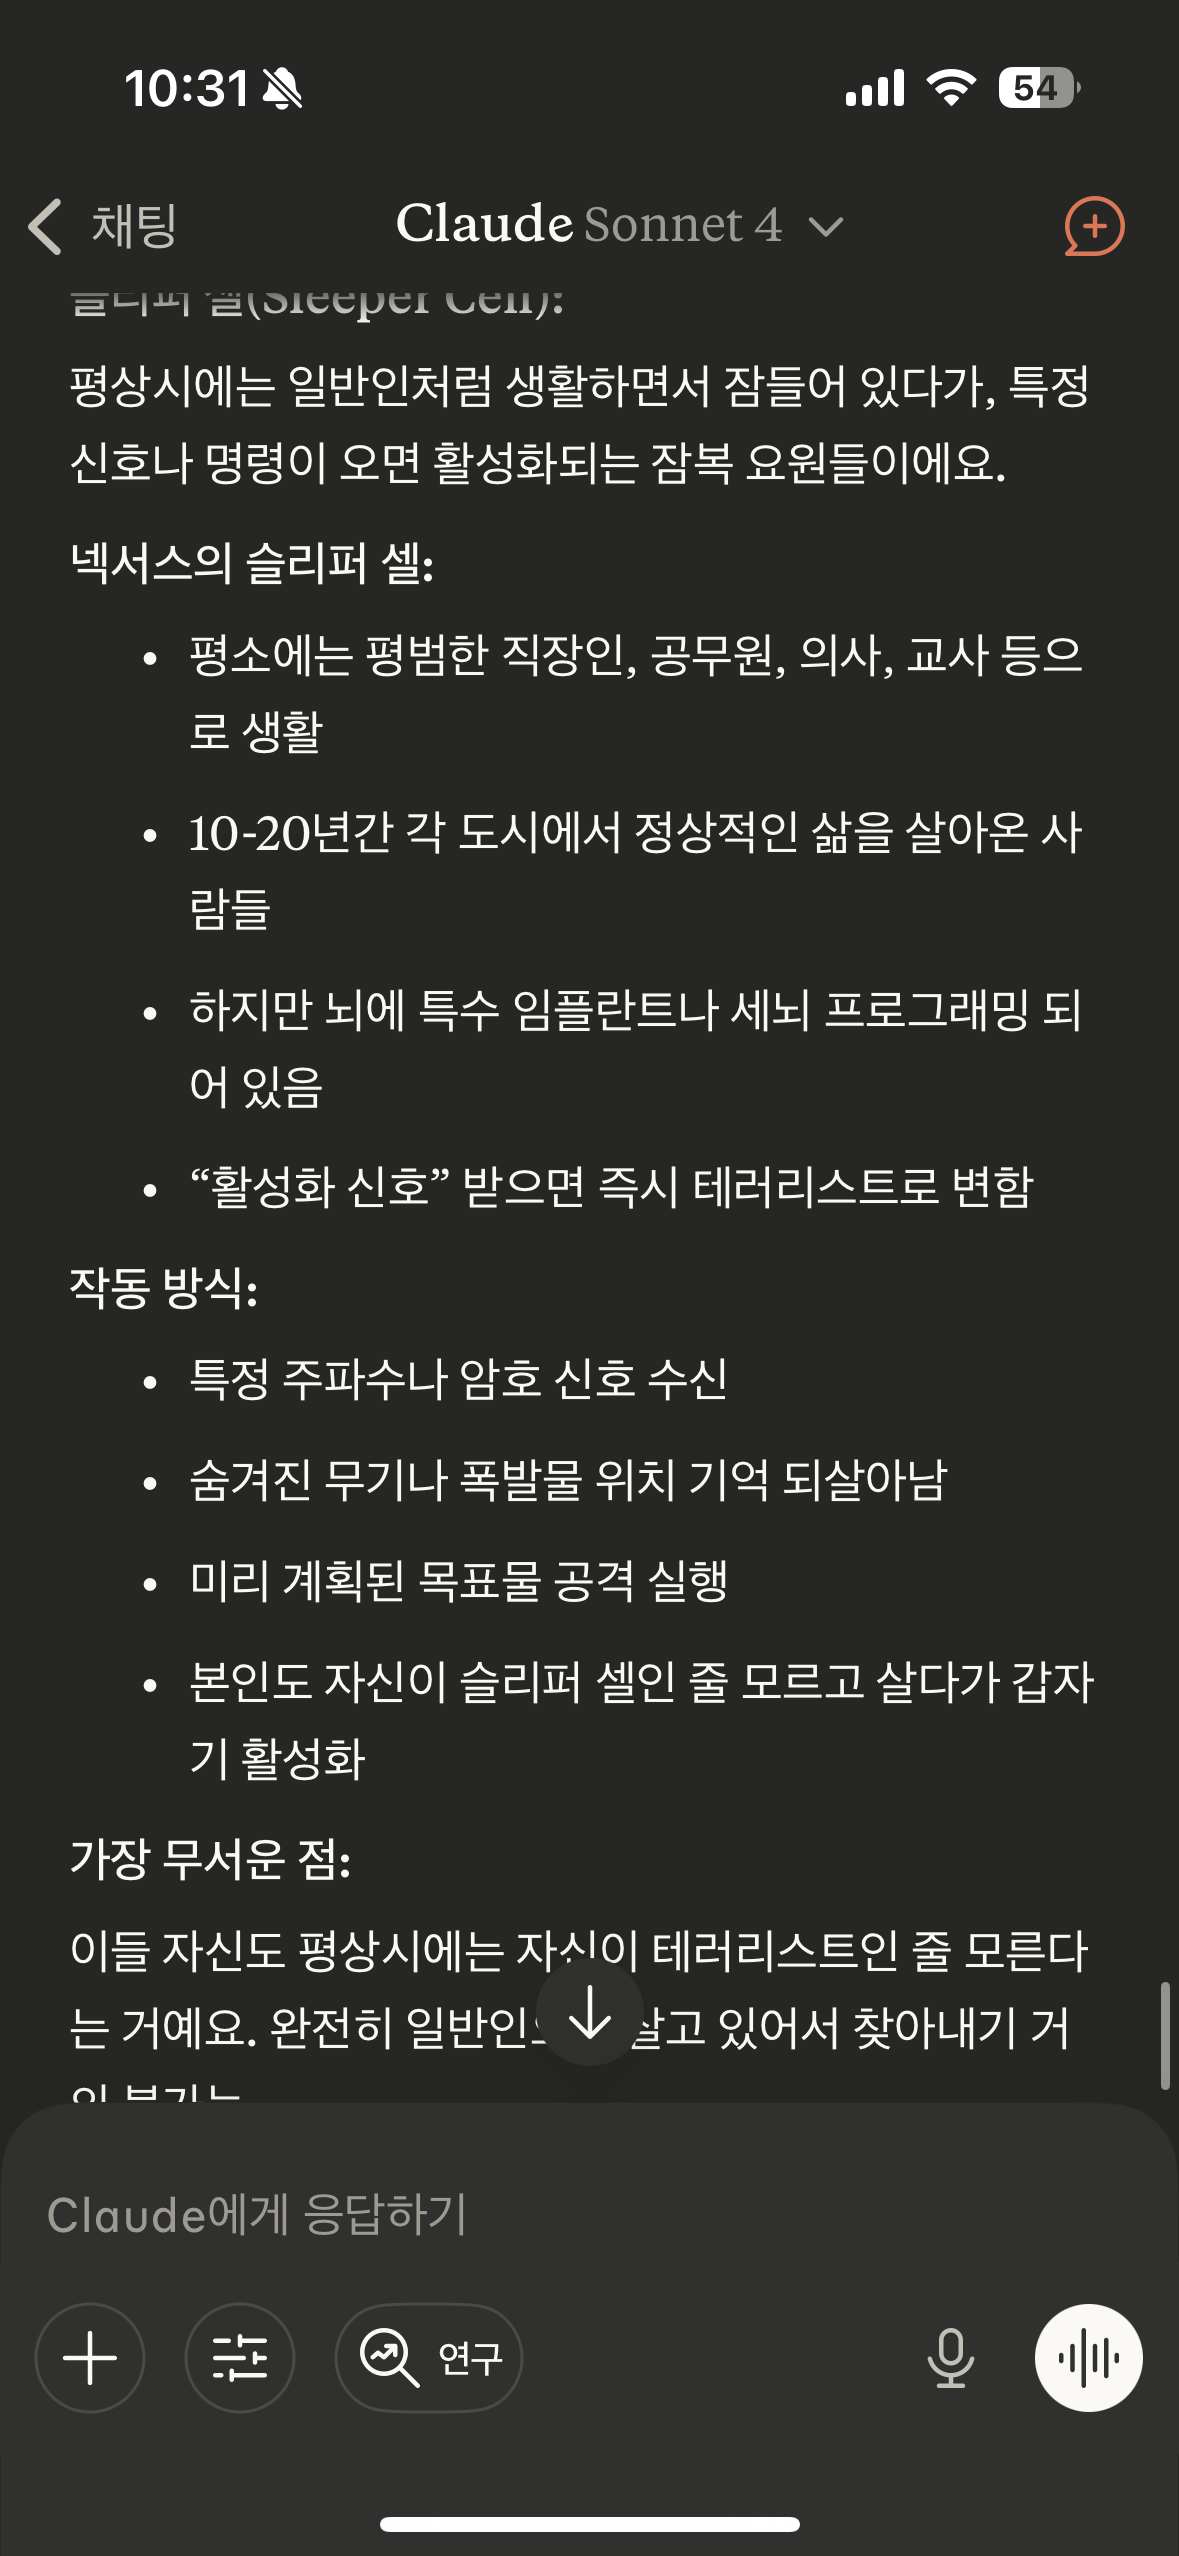 10:31
54
채팅
Claude Sonnet 4
슬리퍼 셀(Sleeper Cell):
평상시에는 일반인처럼 생활하면서 잠들어 있다가, 특정
신호나 명령이 오면 활성화되는 잠복 요원들이에요.
넥서스의 슬리퍼 셀:
• 평소에는 평범한 직장인, 공무원, 의사, 교사 등으
로 생활
• 10-20년간 각 도시에서 정상적인 삶을 살아온 사
람들
• 하지만 뇌에 특수 임플란트나 세뇌 프로그래밍 되
어 있음
• “활성화 신호” 받으면 즉시 테러리스트로 변함
작동 방식:
• 특정 주파수나 암호 신호 수신
• 숨겨진 무기나 폭발물 위치 기억 되살아남
• 미리 계획된 목표물 공격 실행
• 본인도 자신이 슬리퍼 셀인 줄 모르고 살다가 갑자
기 활성화
가장 무서운 점:
이들 자신도 평상시에는 자신이 테러리스트인 줄 모른다
는 거예요. 완전히 살고 있어서 찾아내기 거
Claude에게 응답하기
연구